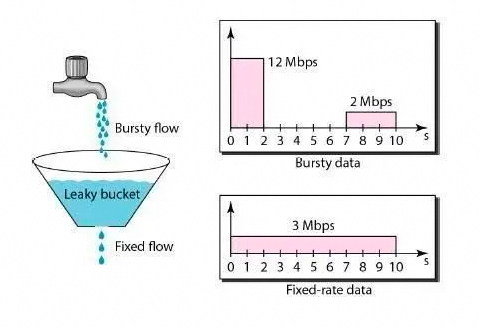 12 Mbps
2 Mbps
0 1 2 3 4 5 6 7 8 9 10 s
Bursty data
Bursty flow
Leaky bucket
Fixed flow
3 Mbps
0 1 2 3 4 5 6 7 8 9 10 s
Fixed-rate data